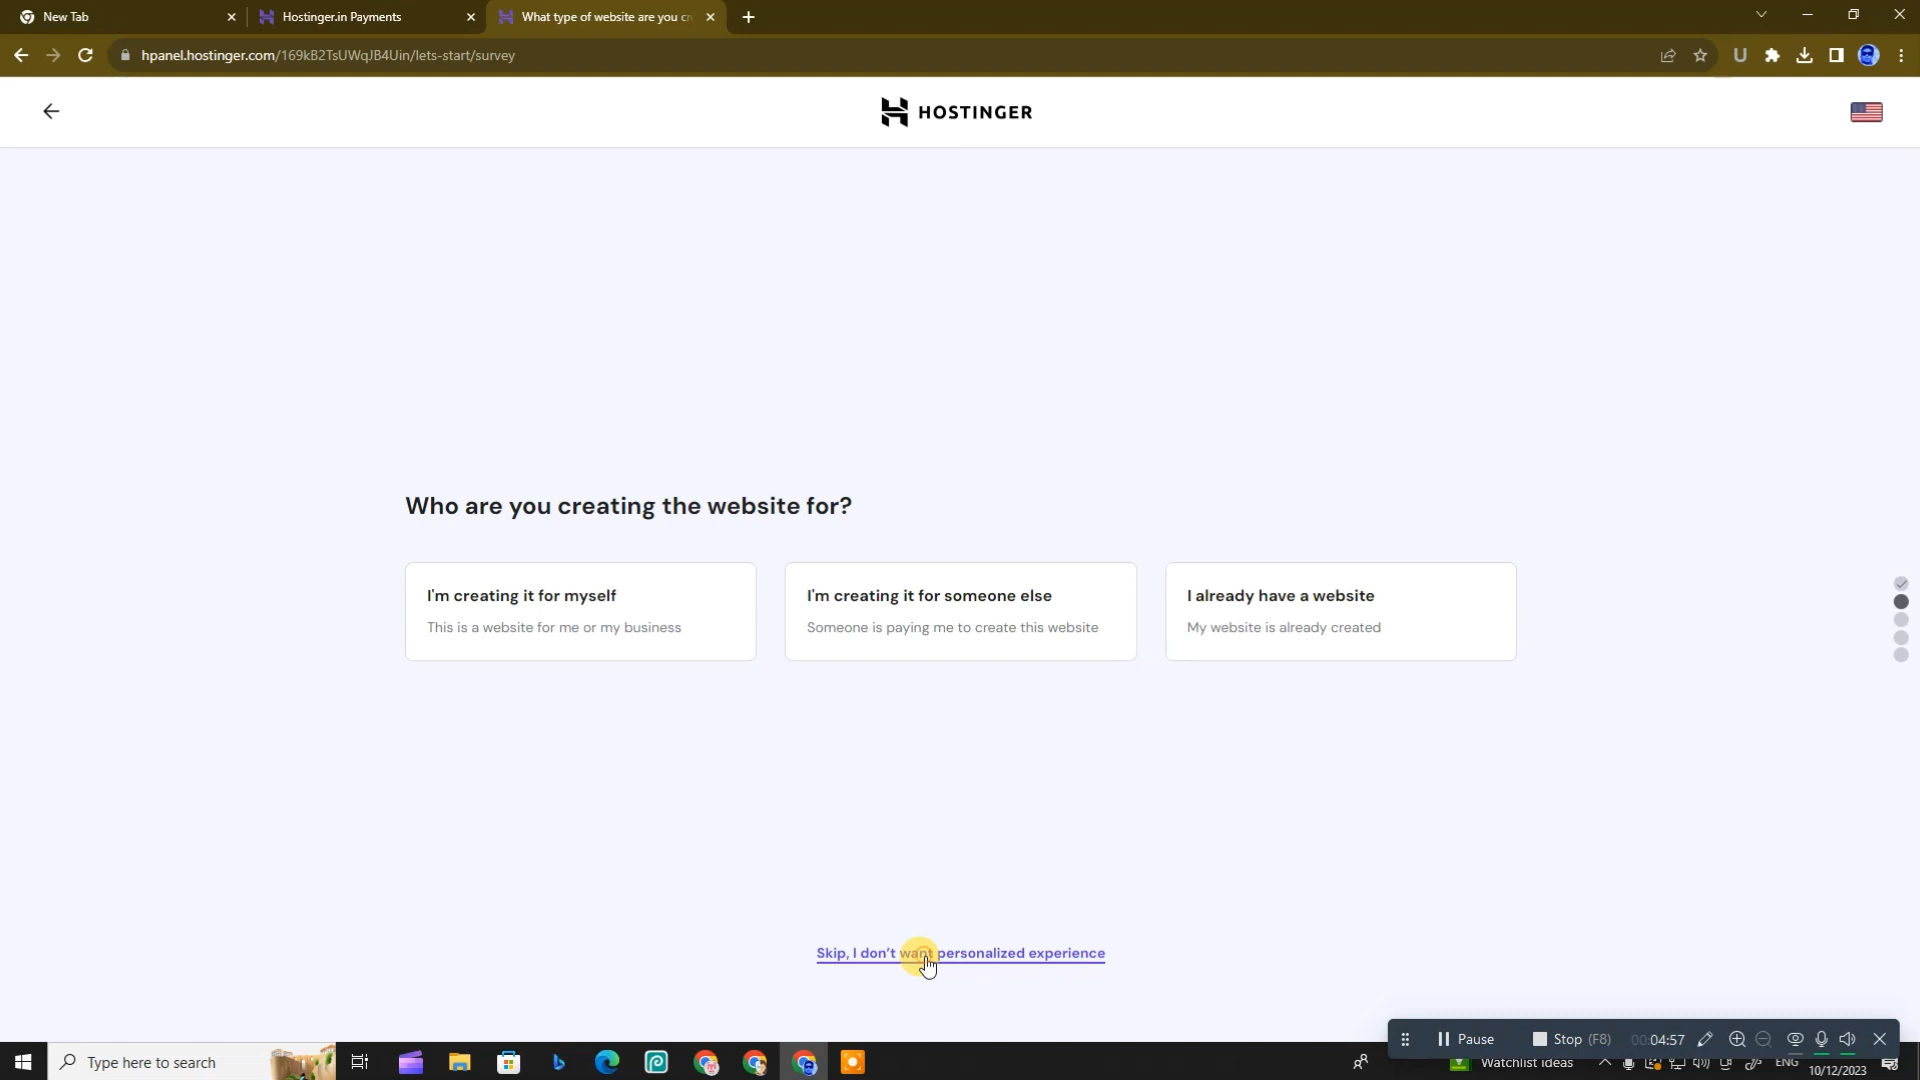 New Tab
Hostinger.in Payments
What type of website are you cr
hpanel.hostinger.com/169kB2TsUWqJB4Uin/lets-start/survey
HOSTINGER
Who are you creating the website for?
I'm creating it for myself
This is a website for me or my business
I'm creating it for someone else
Someone is paying me to create this website
I already have a website
My website is already created
Skip, I don't want personalized experience
Pause
Stop (F8)
00:04:57
Type here to search
Watchlist ideas
ENG
10/12/2023